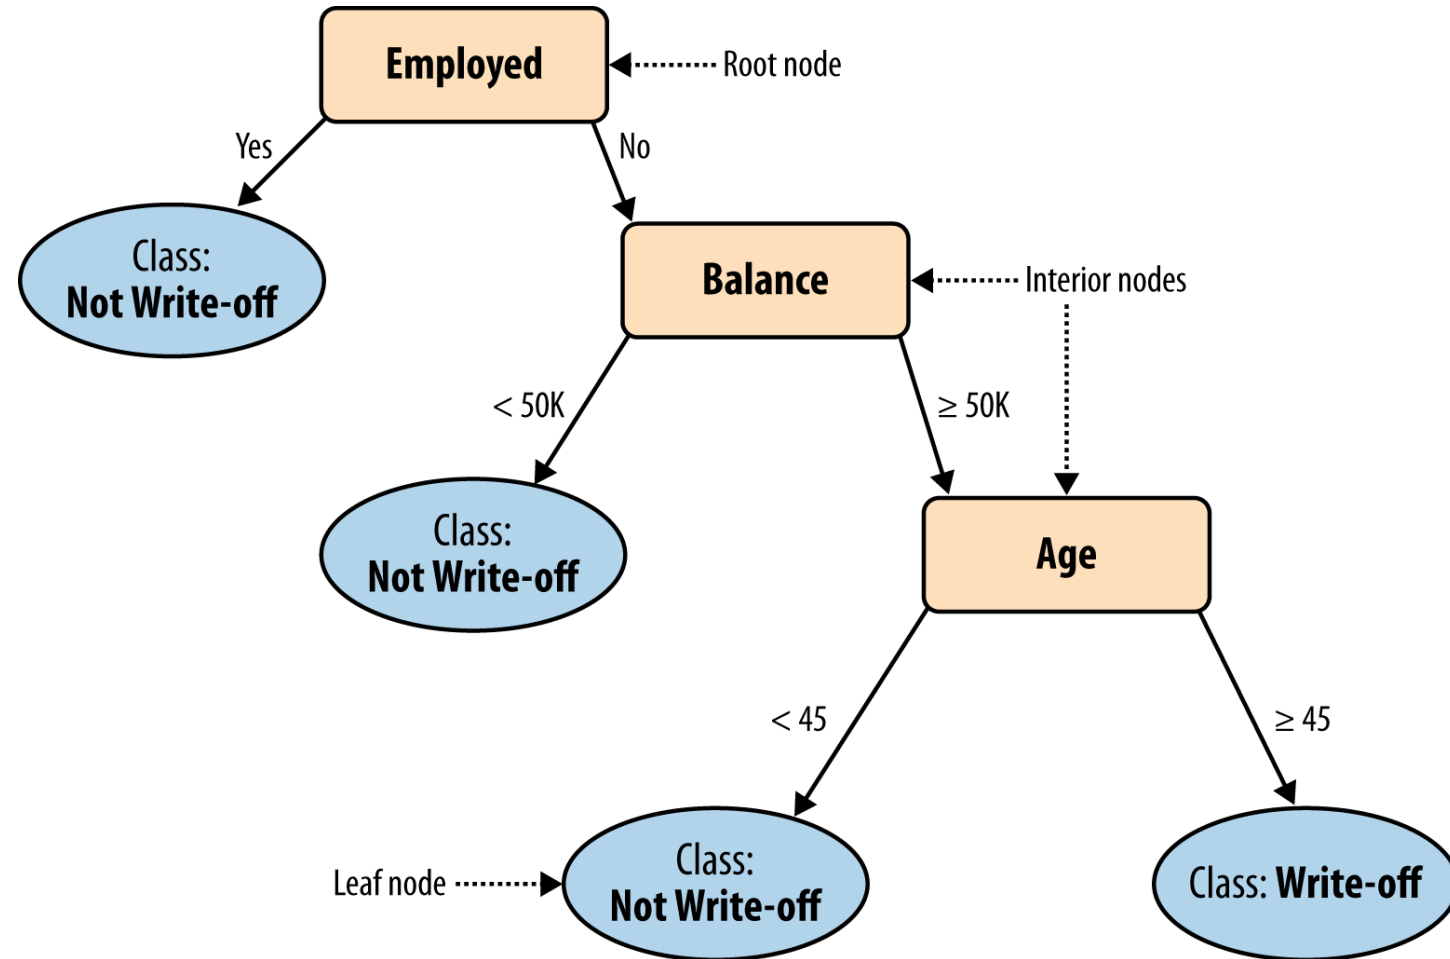 Employed
Root node
Yes
No
Class:
Not Write-off
Balance
Interior nodes
< 50K
≥ 50K
Class:
Not Write-off
Age
< 45
≥ 45
Leaf node
Class:
Not Write-off
Class: Write-off